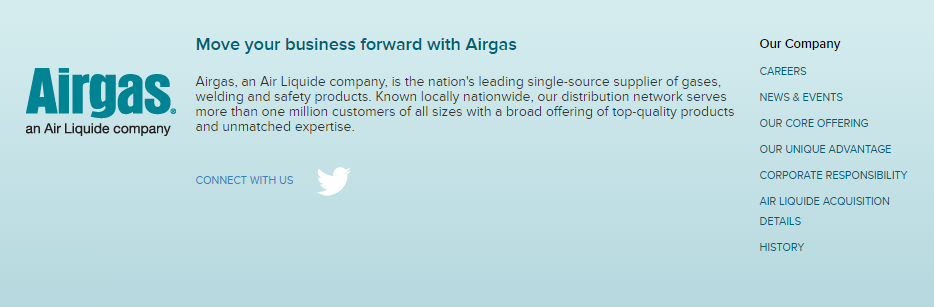 Airgas®
an Air Liquide company
Move your business forward with Airgas
Airgas, an Air Liquide company, is the nation's leading single-source supplier of gases,
welding and safety products. Known locally nationwide, our distribution network serves
more than one million customers of all sizes with a broad offering of top-quality products
and unmatched expertise.
CONNECT WITH US
Our Company
CAREERS
NEWS & EVENTS
OUR CORE OFFERING
OUR UNIQUE ADVANTAGE
CORPORATE RESPONSIBILITY
AIR LIQUIDE ACQUISITION
DETAILS
HISTORY